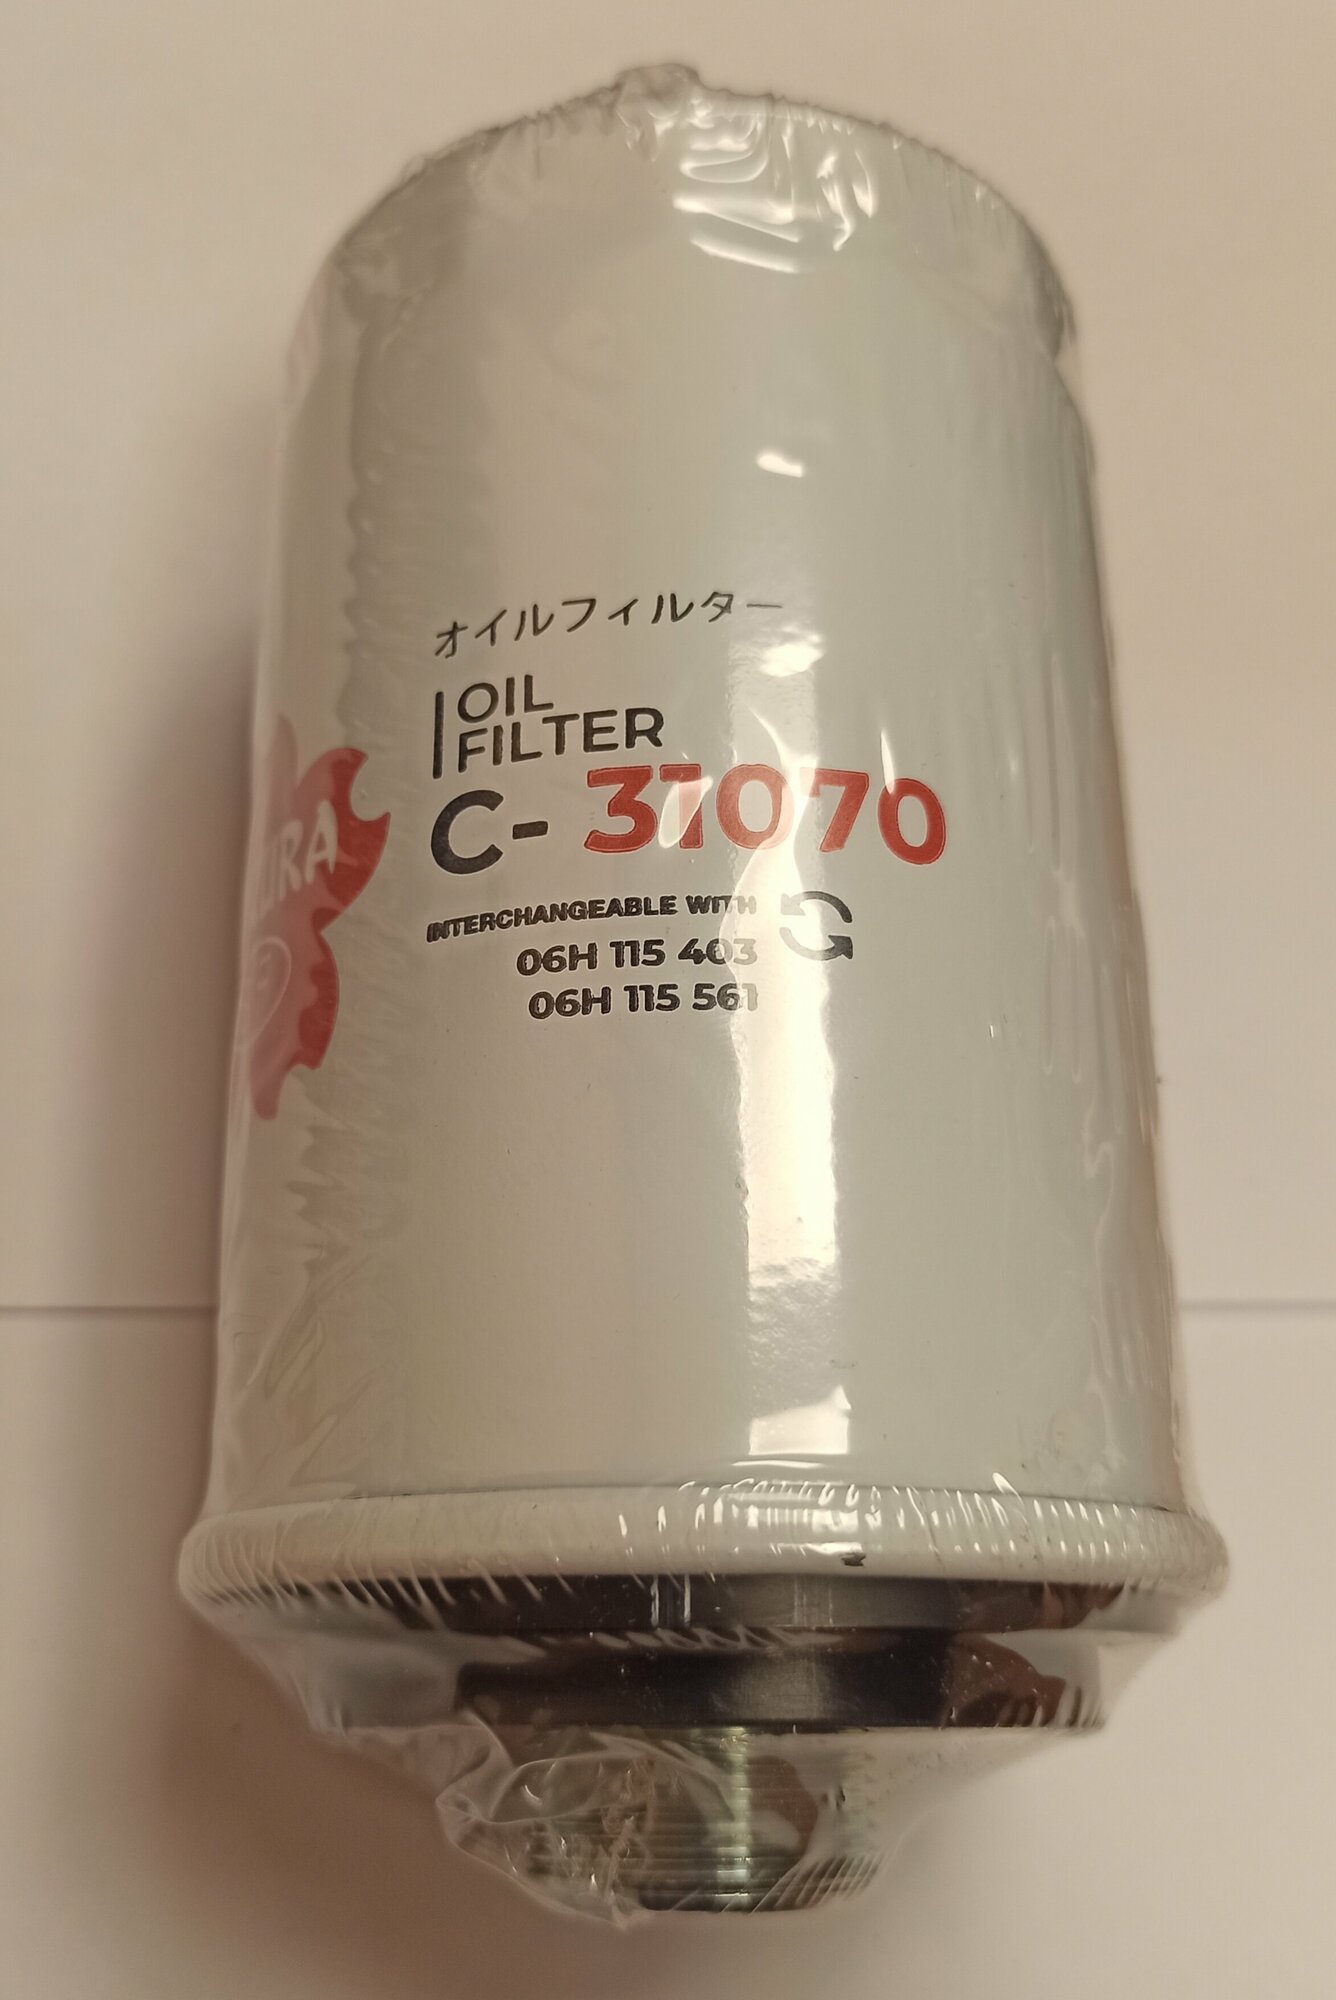 オイルフィルター
OIL
FILTER
C- 31070
INTERCHANGEABLE WITH
06H 115 403
06H 115 561